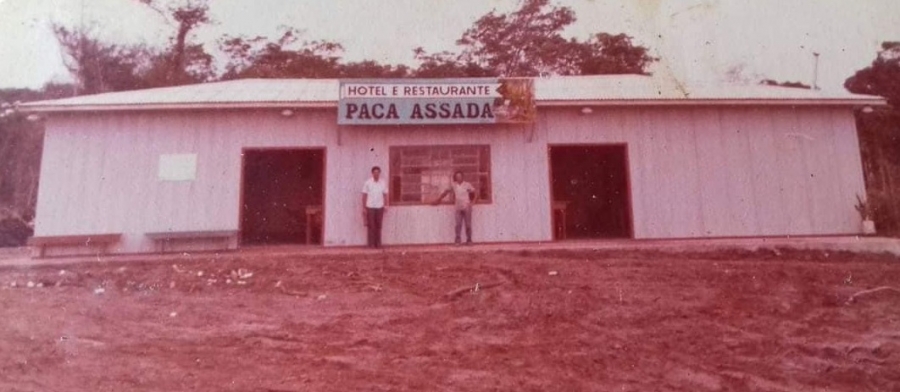 HOTEL E RESTAURANTE
PACA ASSADA